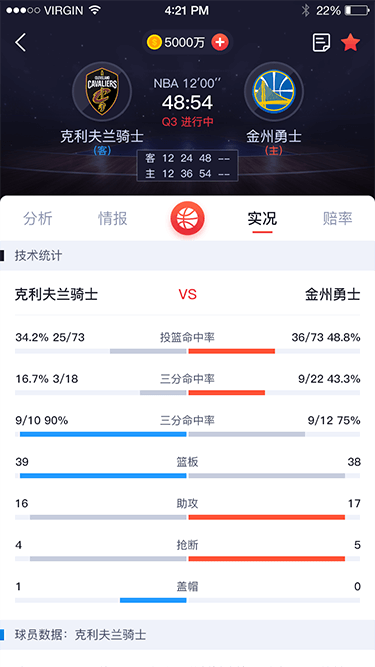 VIRGIN 4:21 PM 22%
5000万
CLEVELAND
CAVALIERS
NBA 12′00″
48:54
Q3 进行中
克利夫兰骑士 金州勇士
(客) (主)
客 12 24 48 --
主 12 36 54 --
分析 情报 实况 赔率
技术统计
克利夫兰骑士 VS 金州勇士
34.2% 25/73 投篮命中率 36/73 48.8%
16.7% 3/18 三分命中率 9/22 43.3%
9/10 90% 三分命中率 9/12 75%
39 篮板 38
16 助攻 17
4 抢断 5
1 盖帽 0
球员数据：克利夫兰骑士